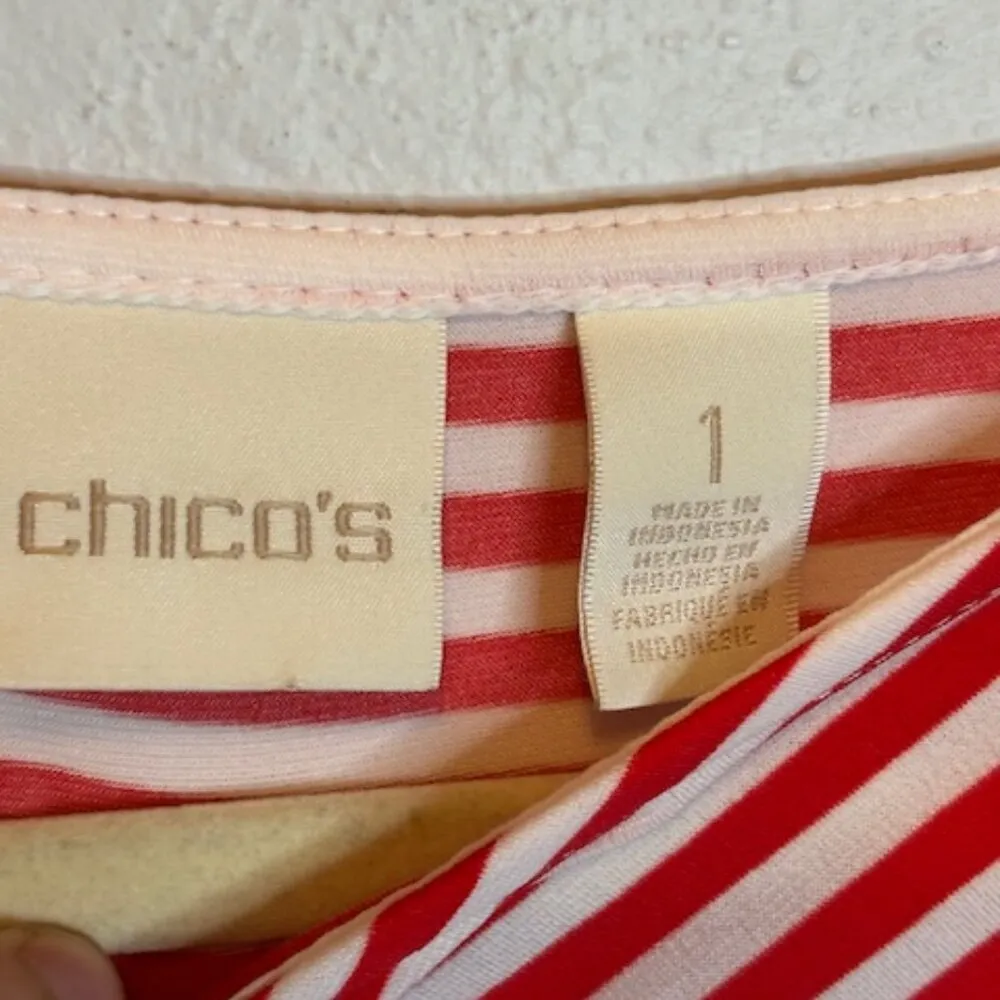 chico's
1
MADE IN
INDONESIA
HECHO EN
INDONESIA
FABRIQUÉ EN
INDONÉSIE